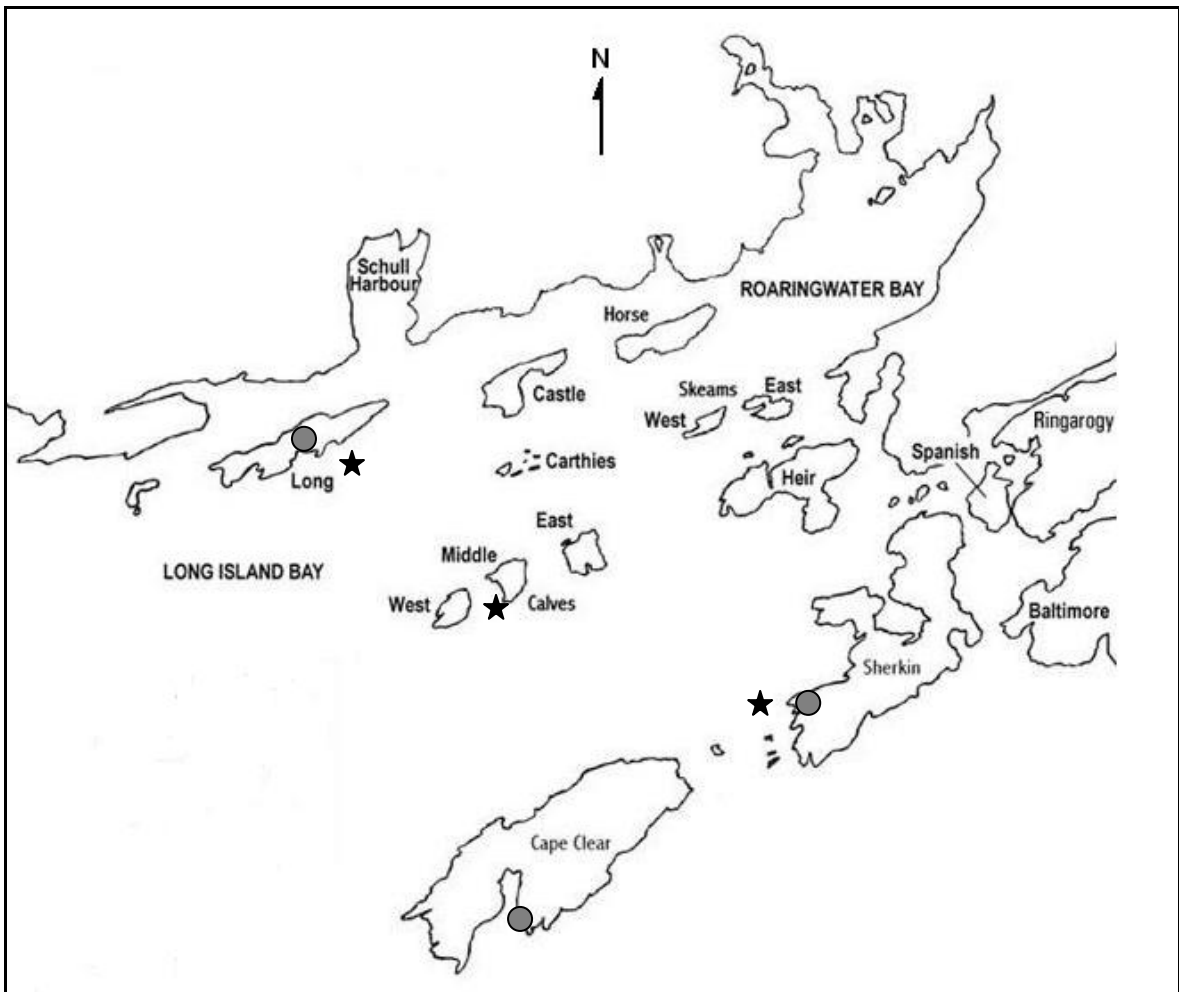 N
Schull
Harbour
ROARINGWATER BAY
Horse
Castle
Skeams
East
West
Ringarogy
Spanish
Carthies
Heir
Long
East
Middle
LONG ISLAND BAY
West
Calves
Baltimore
Sherkin
Cape Clear